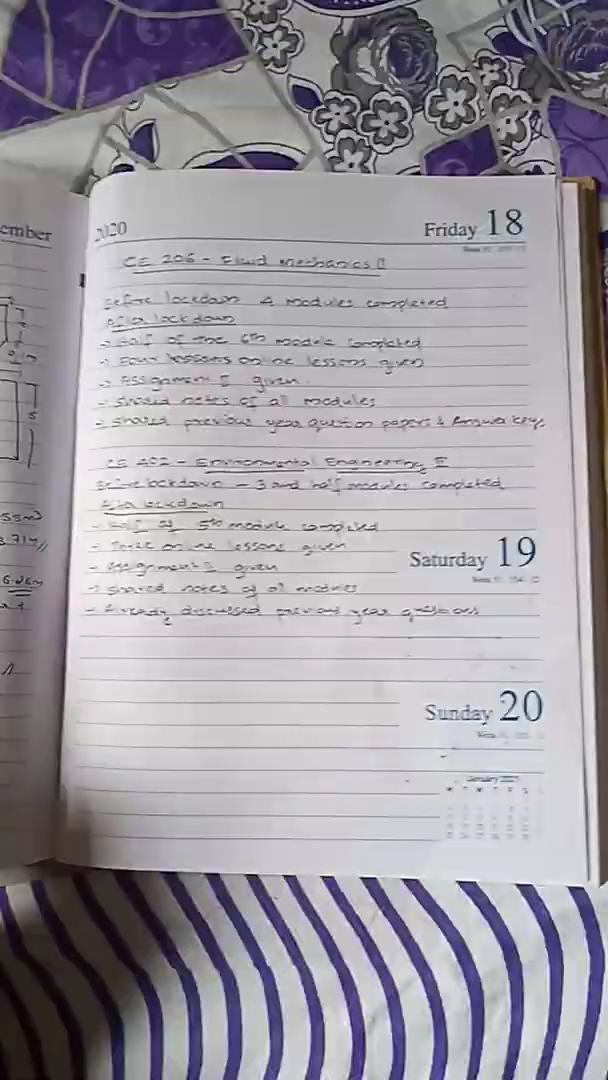 ember
2020
Friday 18
CE 206 - Fluid Mechanics II
Before lockdown 4 modules completed
After lockdown
→ Half of the 6th module completed
→ Four online lessons given
→ Assignment I given.
→ Shared notes of all modules
→ Shared previous year question papers & Answer keys
CE 402 - Environmental Engineering II
Before lockdown - 3 and half modules completed
After lockdown
→ Half of 5th module completed
→ Three online lessons given
Saturday 19
→ Assignment I given
→ Shared notes of all modules
→ Already discussed previous year questions
Sunday 20
January 2021